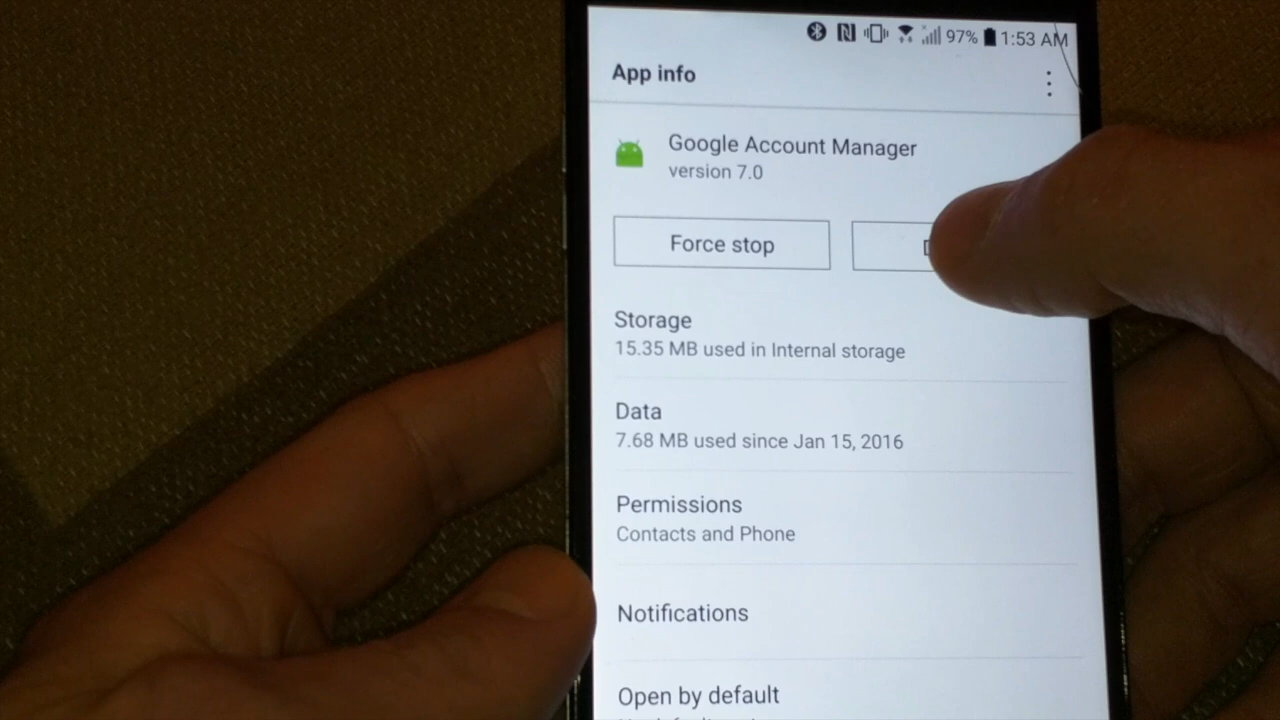 97% 1:53 AM
App info
Google Account Manager
version 7.0
Force stop
Storage
15.35 MB used in Internal storage
Data
7.68 MB used since Jan 15, 2016
Permissions
Contacts and Phone
Notifications
Open by default